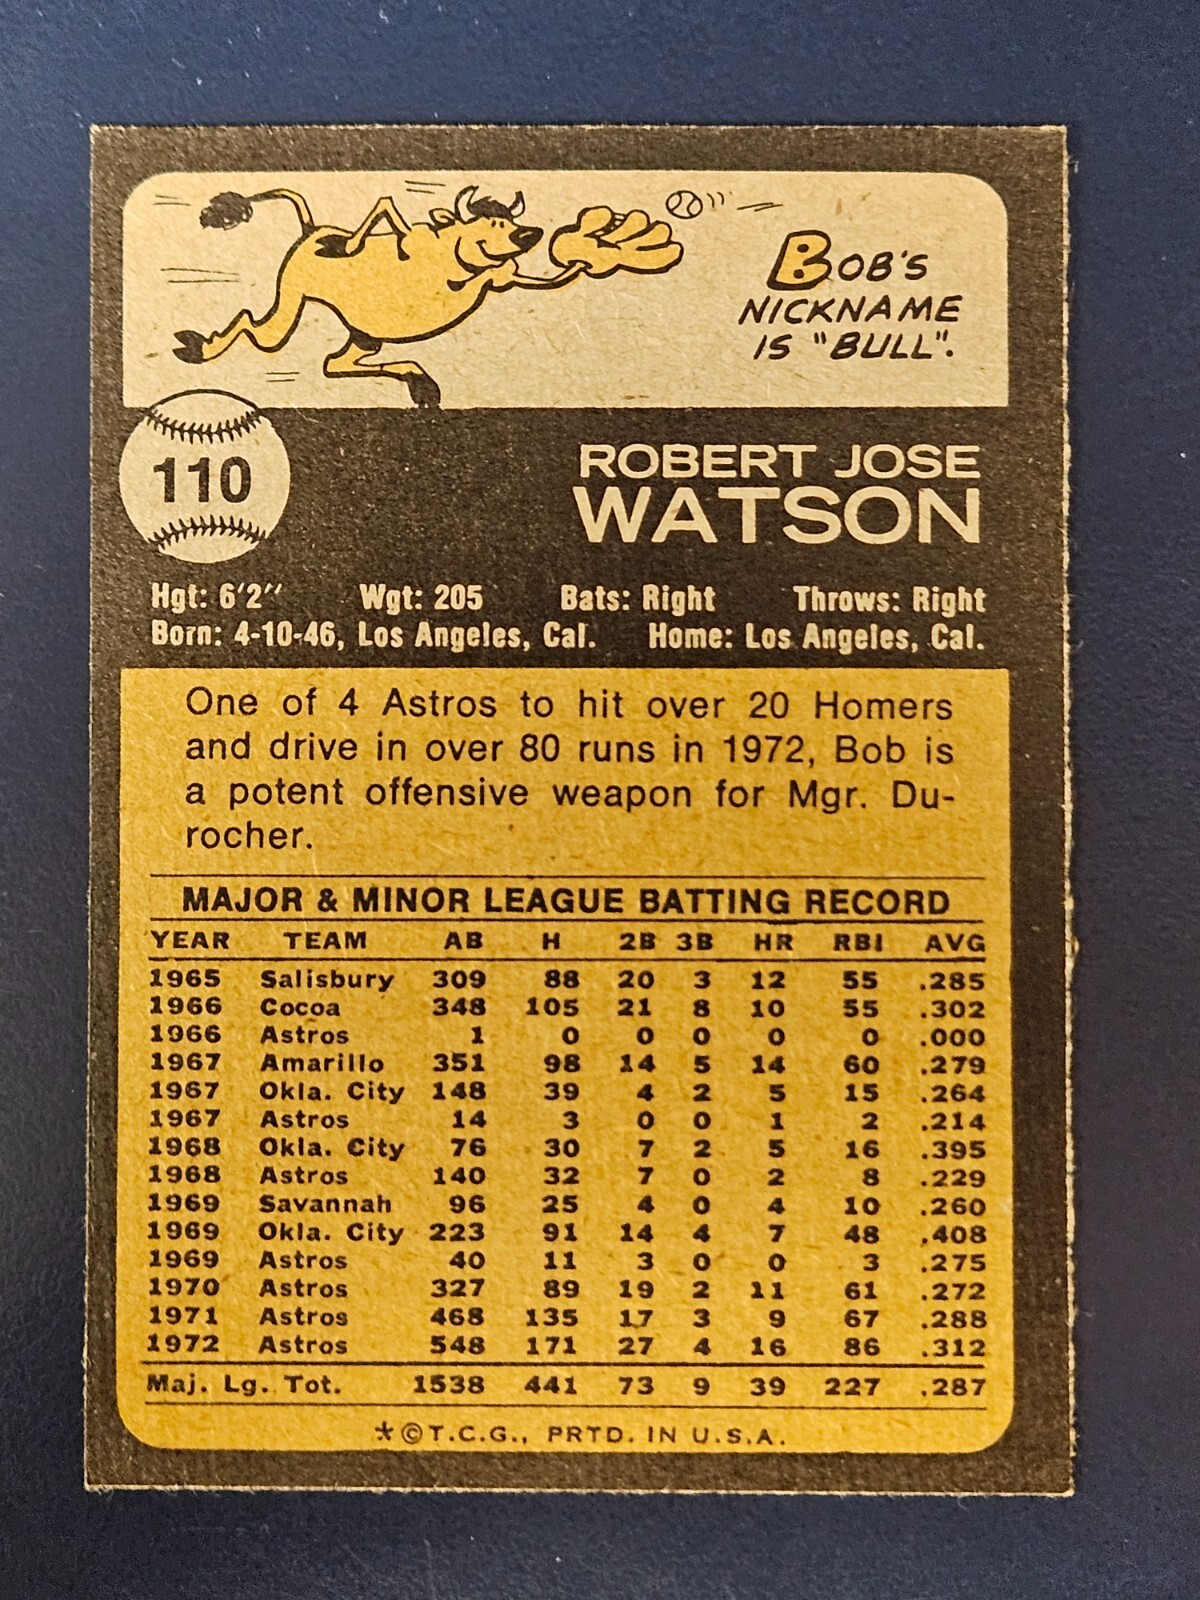 BOB'S
NICKNAME
IS "BULL".
110
ROBERT JOSE
WATSON
Hgt: 6'2" Wgt: 205 Bats: Right Throws: Right
Born: 4-10-46, Los Angeles, Cal. Home: Los Angeles, Cal.
One of 4 Astros to hit over 20 Homers
and drive in over 80 runs in 1972, Bob is
a potent offensive weapon for Mgr. Du-
rocher.
MAJOR & MINOR LEAGUE BATTING RECORD
YEAR TEAM AB H 2B 3B HR RBI AVG
1965 Salisbury 309 88 20 3 12 55 .285
1966 Cocoa 348 105 21 8 10 55 .302
1966 Astros 1 0 0 0 0 0 .000
1967 Amarillo 351 98 14 5 14 60 .279
1967 Okla. City 148 39 4 2 5 15 .264
1967 Astros 14 3 0 0 1 2 .214
1968 Okla. City 76 30 7 2 5 16 .395
1968 Astros 140 32 7 0 2 8 .229
1969 Savannah 96 25 4 0 4 10 .260
1969 Okla. City 223 91 14 4 7 48 .408
1969 Astros 40 11 3 0 0 3 .275
1970 Astros 327 89 19 2 11 61 .272
1971 Astros 468 135 17 3 9 67 .288
1972 Astros 548 171 27 4 16 86 .312
Maj. Lg. Tot. 1538 441 73 9 39 227 .287
*©T.C.G., PRTD. IN U.S.A.